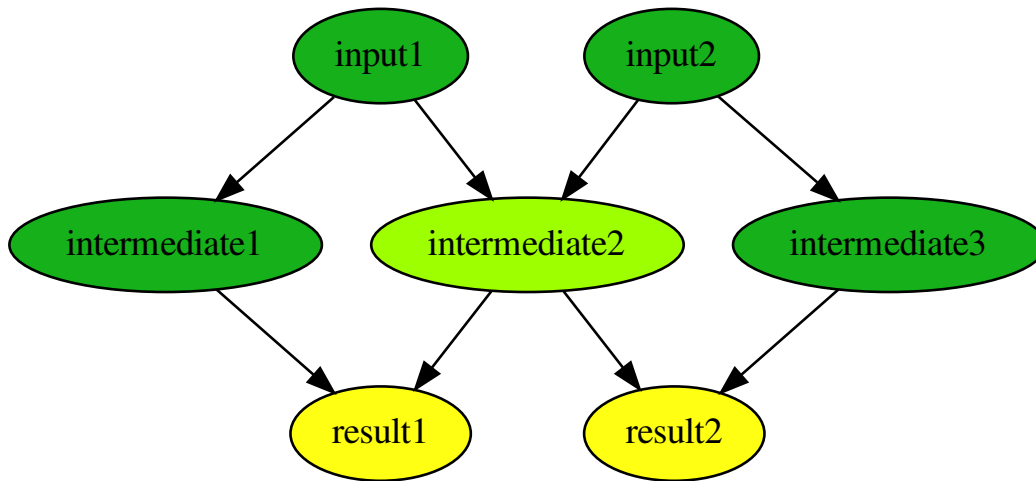 input1
input2
intermediate1
intermediate2
intermediate3
result1
result2